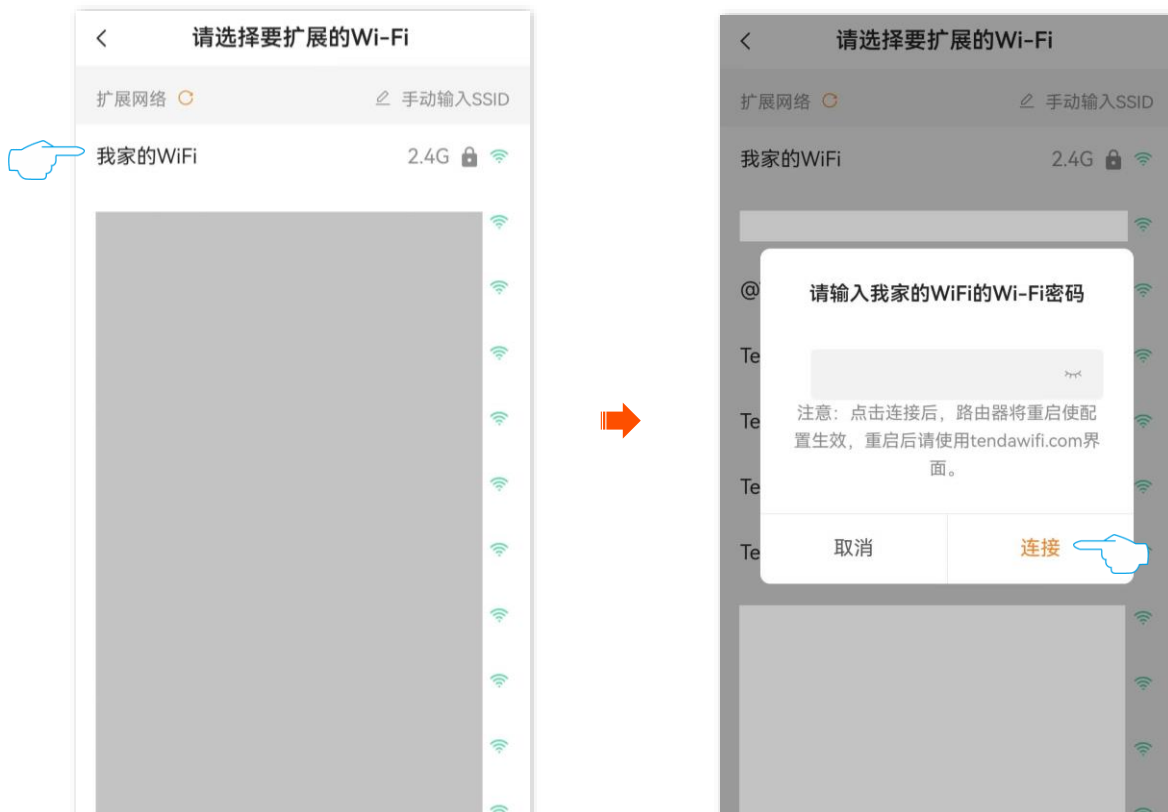 请选择要扩展的Wi-Fi
扩展网络
手动输入SSID
我家的WiFi
2.4G
请选择要扩展的Wi-Fi
扩展网络
手动输入SSID
我家的WiFi
2.4G
@
请输入我家的WiFi的Wi-Fi密码
Te
注意：点击连接后，路由器将重启使配
Te
置生效，重启后请使用tendawifi.com界
面。
Te
Te
取消
连接